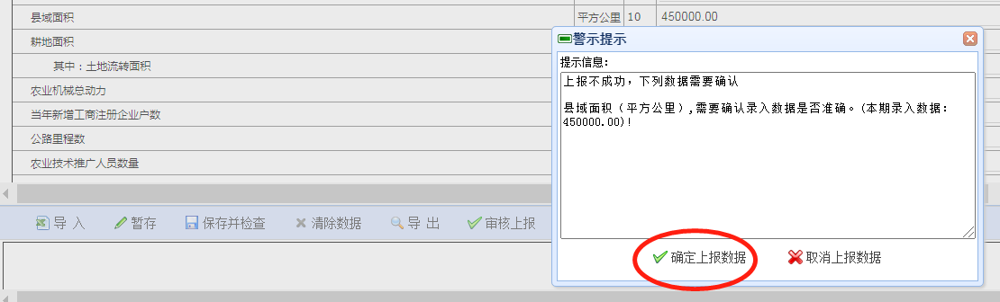 县域面积 平方公里 10 450000.00
耕地面积
其中：土地流转面积
农业机械总动力
当年新增工商注册企业户数
公路里程数
农业技术推广人员数量
导 入 暂存 保存并检查 清除数据 导 出 审核上报
警示提示
提示信息：
上报不成功，下列数据需要确认
县域面积（平方公里）,需要确认录入数据是否准确。(本期录入数据：
450000.00)!
确定上报数据 取消上报数据